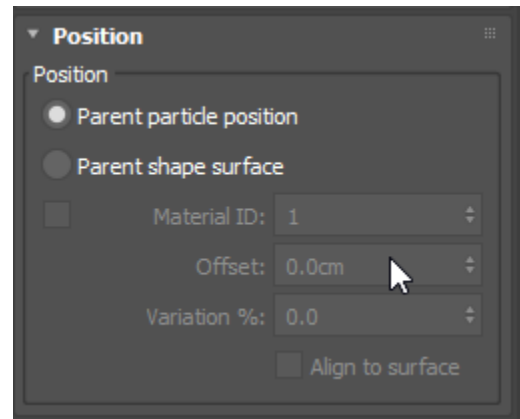 Position
Position
Parent particle position
Parent shape surface
Material ID: 1
Offset: 0.0cm
Variation %: 0.0
Align to surface